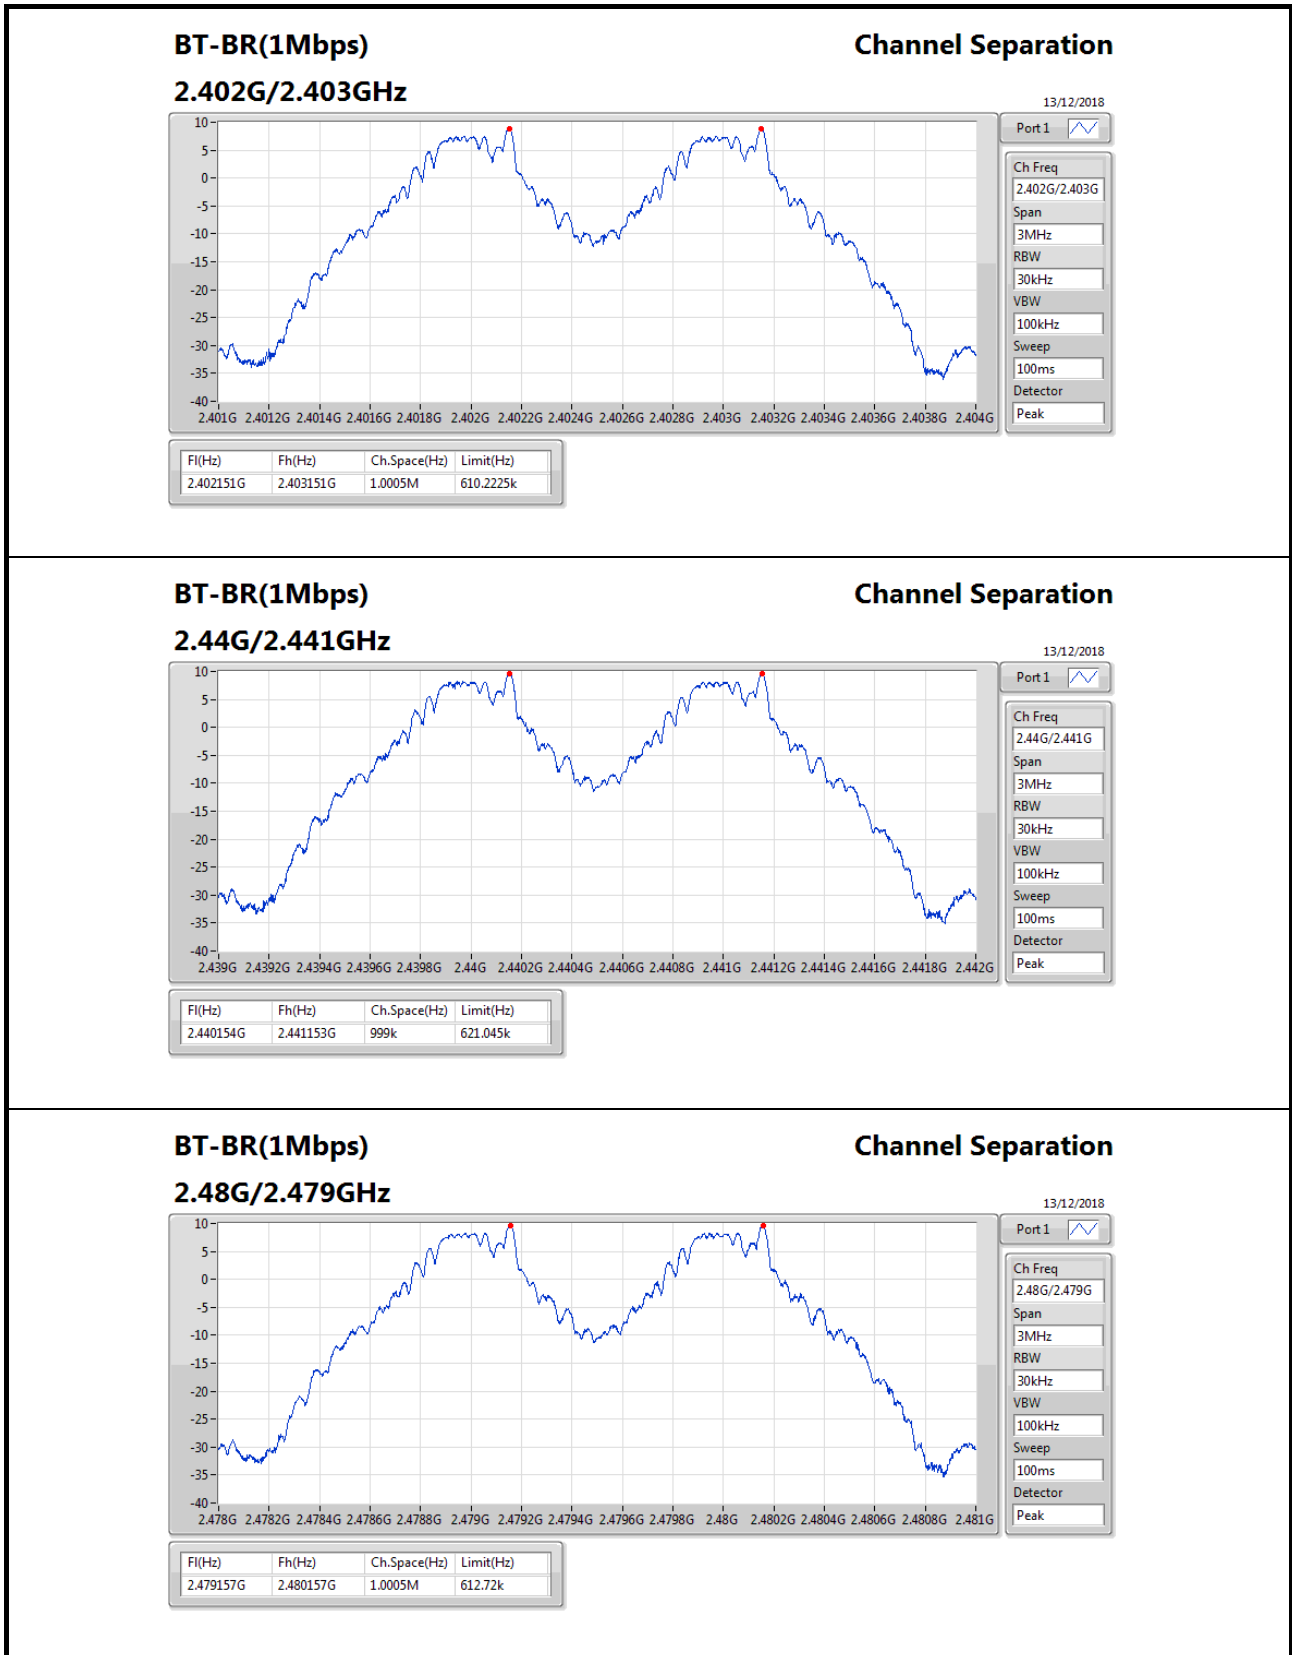 BT-BR(1Mbps) Channel Separation
2.402G/2.403GHz
13/12/2018
10
5
0
-5
-10
-15
-20
-25
-30
-35
-40
2.401G 2.4012G 2.4014G 2.4016G 2.4018G 2.402G 2.4022G 2.4024G 2.4026G 2.4028G 2.403G 2.4032G 2.4034G 2.4036G 2.4038G 2.404G
Port 1
Ch Freq
2.402G/2.403G
Span
3MHz
RBW
30kHz
VBW
100kHz
Sweep
100ms
Detector
Peak
Fl(Hz) Fh(Hz) Ch.Space(Hz) Limit(Hz)
2.402151G 2.403151G 1.0005M 610.2225k
BT-BR(1Mbps) Channel Separation
2.44G/2.441GHz
13/12/2018
10
5
0
-5
-10
-15
-20
-25
-30
-35
-40
2.439G 2.4392G 2.4394G 2.4396G 2.4398G 2.44G 2.4402G 2.4404G 2.4406G 2.4408G 2.441G 2.4412G 2.4414G 2.4416G 2.4418G 2.442G
Port 1
Ch Freq
2.44G/2.441G
Span
3MHz
RBW
30kHz
VBW
100kHz
Sweep
100ms
Detector
Peak
Fl(Hz) Fh(Hz) Ch.Space(Hz) Limit(Hz)
2.440154G 2.441153G 999k 621.045k
BT-BR(1Mbps) Channel Separation
2.48G/2.479GHz
13/12/2018
10
5
0
-5
-10
-15
-20
-25
-30
-35
-40
2.478G 2.4782G 2.4784G 2.4786G 2.4788G 2.479G 2.4792G 2.4794G 2.4796G 2.4798G 2.48G 2.4802G 2.4804G 2.4806G 2.4808G 2.481G
Port 1
Ch Freq
2.48G/2.479G
Span
3MHz
RBW
30kHz
VBW
100kHz
Sweep
100ms
Detector
Peak
Fl(Hz) Fh(Hz) Ch.Space(Hz) Limit(Hz)
2.479157G 2.480157G 1.0005M 612.72k